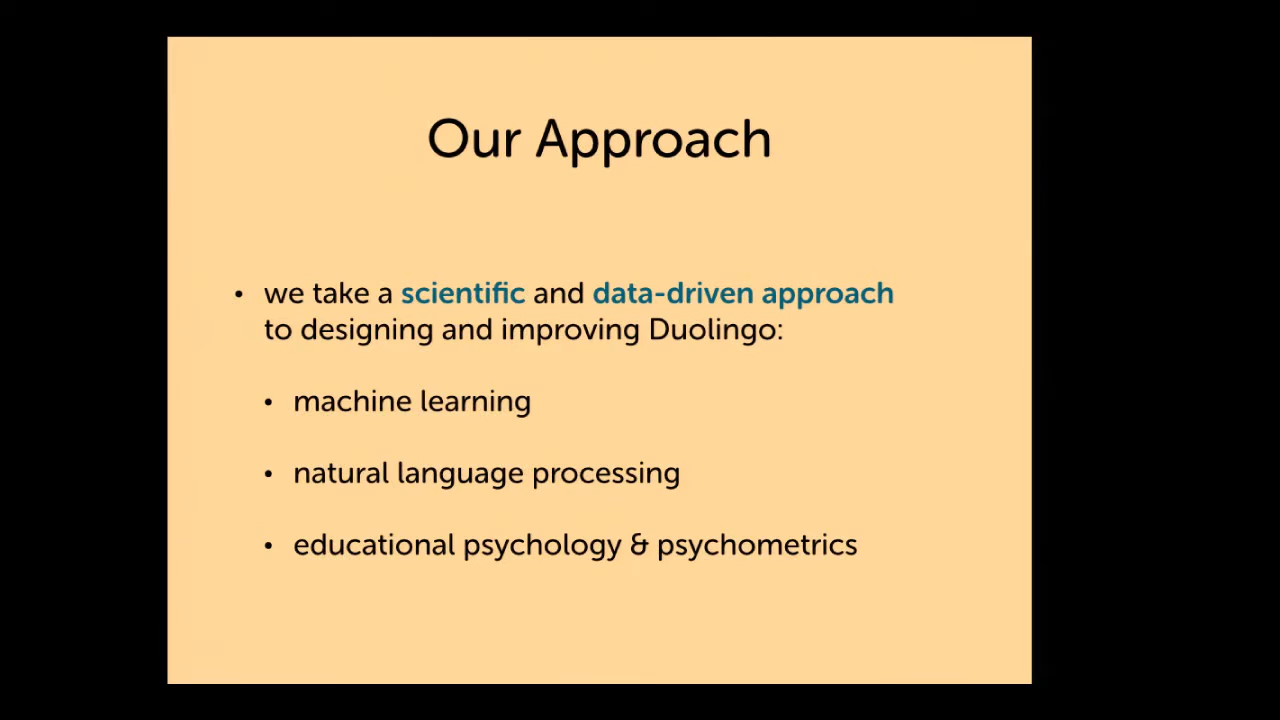 Our Approach
• we take a scientific and data-driven approach
to designing and improving Duolingo:
• machine learning
• natural language processing
• educational psychology & psychometrics